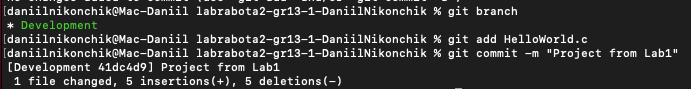 [daniilnikonchik@Mac-Daniil labrabota2-gr13-1-DaniilNikonchik % git branch
* Development
[daniilnikonchik@Mac-Daniil labrabota2-gr13-1-DaniilNikonchik % git add HelloWorld.c
[daniilnikonchik@Mac-Daniil labrabota2-gr13-1-DaniilNikonchik % git commit -m "Project from Lab1"
[Development 41dc4d9] Project from Lab1
1 file changed, 5 insertions(+), 5 deletions(-)